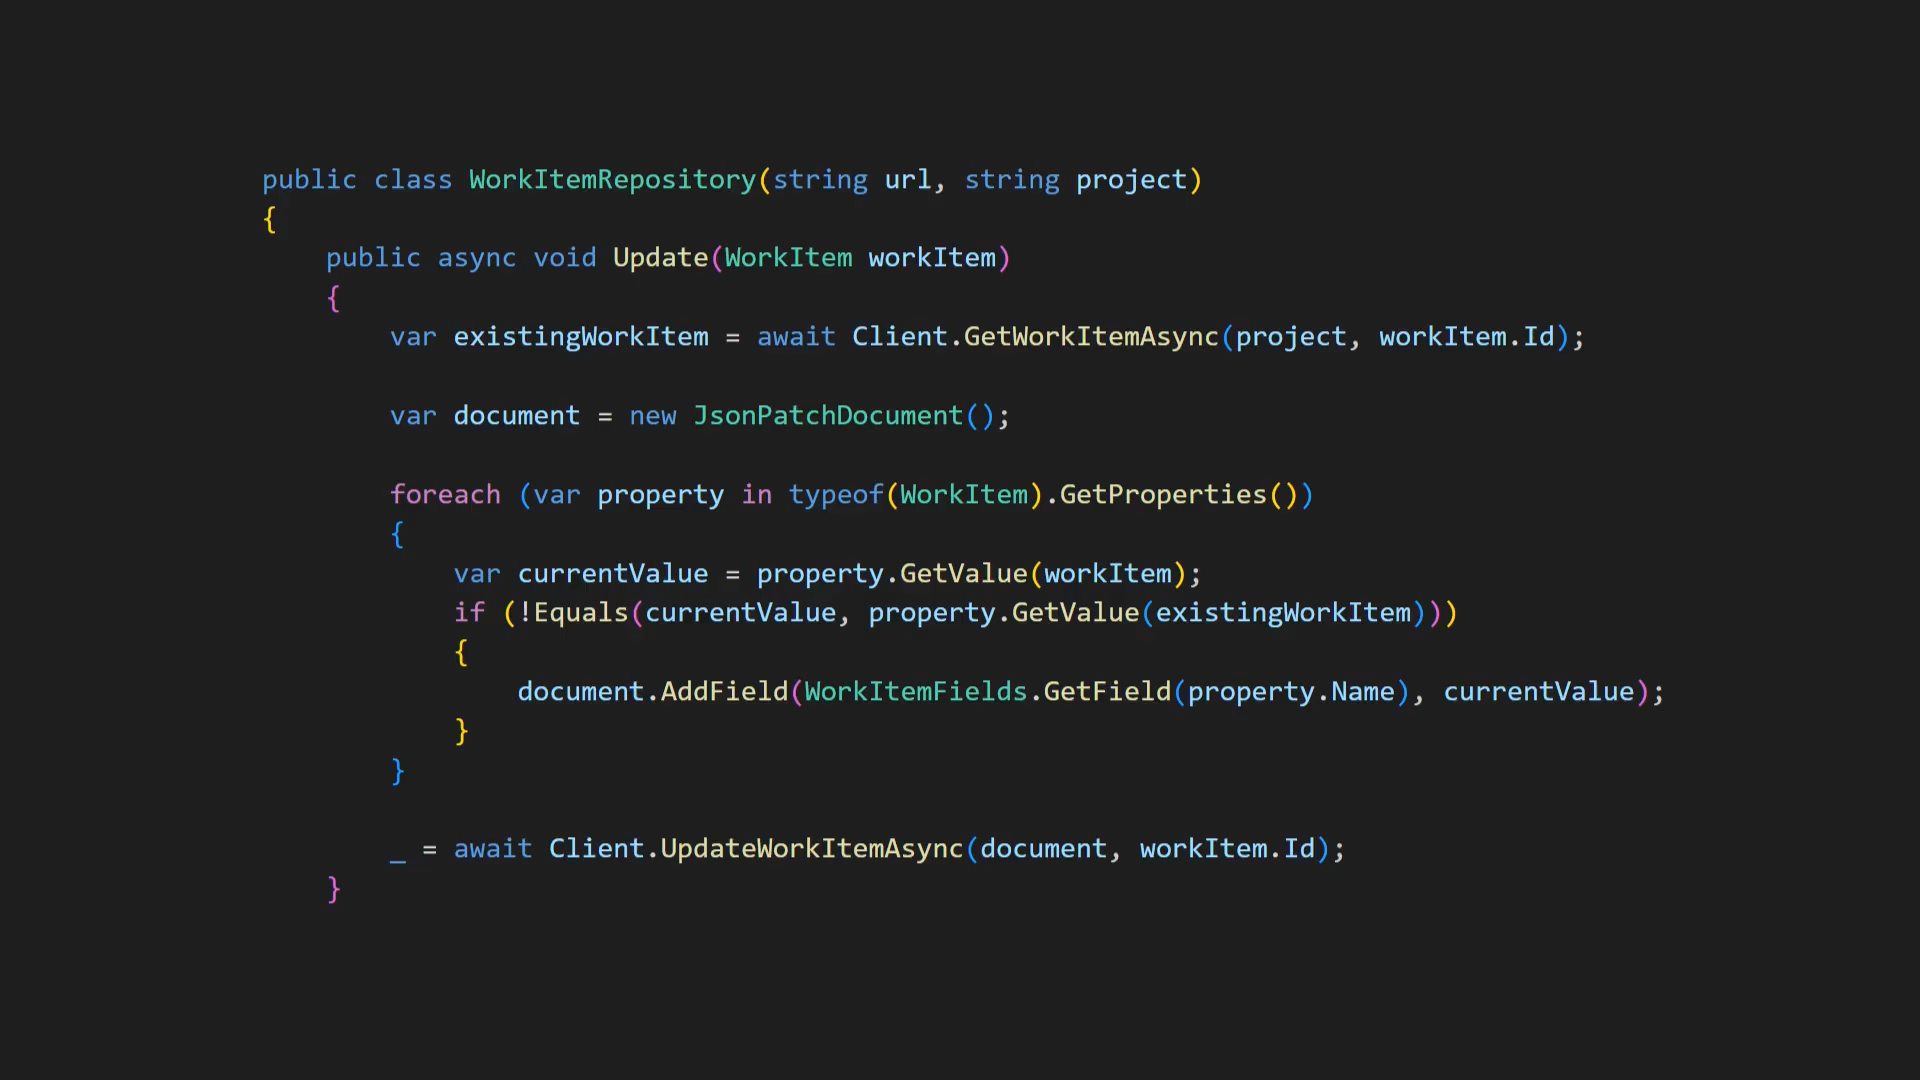 public class WorkItemRepository(string url, string project)
{
    public async void Update(WorkItem workItem)
    {
        var existingWorkItem = await Client.GetWorkItemAsync(project, workItem.Id);
        var document = new JsonPatchDocument();
        foreach (var property in typeof(WorkItem).GetProperties())
        {
            var currentValue = property.GetValue(workItem);
            if (!Equals(currentValue, property.GetValue(existingWorkItem)))
            {
                document.AddField(WorkItemFields.GetField(property.Name), currentValue);
            }
        }
        _ = await Client.UpdateWorkItemAsync(document, workItem.Id);
    }